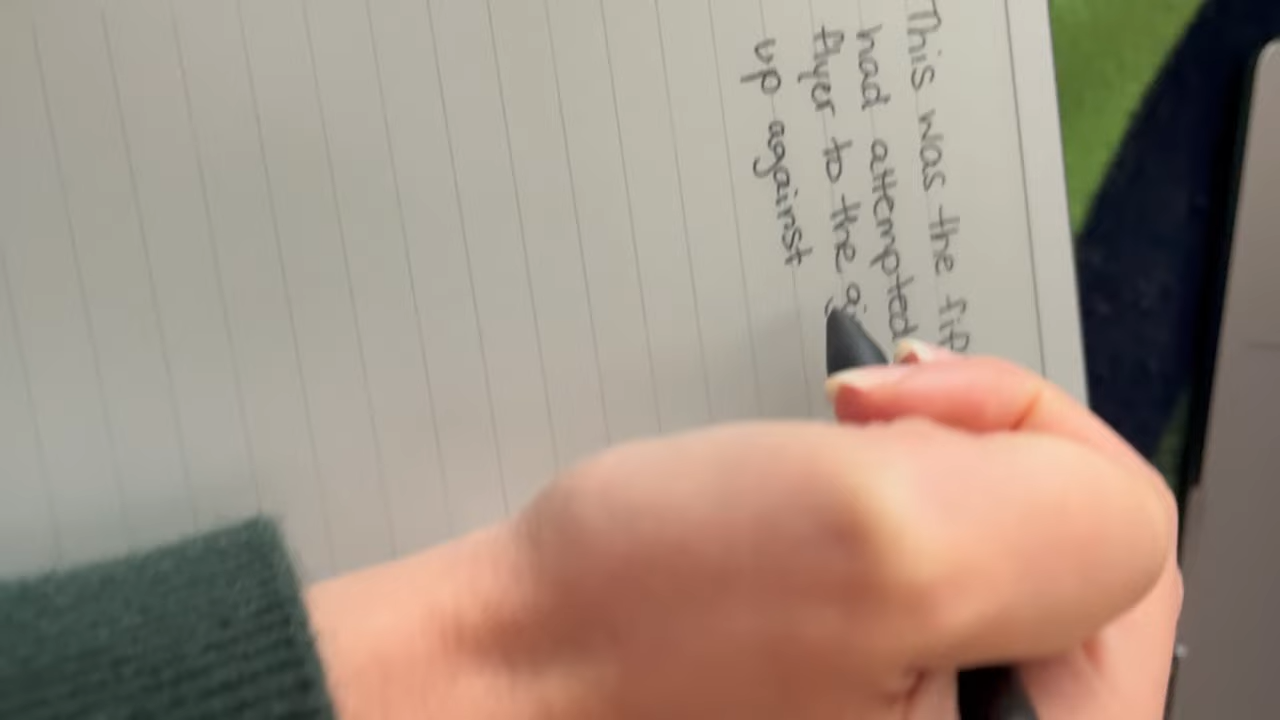 This was the
had attempted
flyer to the
up against